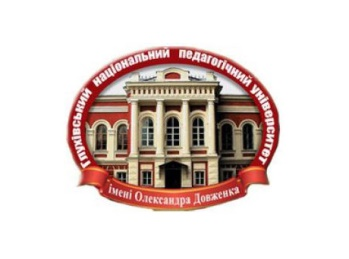 Глухівський національний педагогічний університет
імені Олександра Довженка